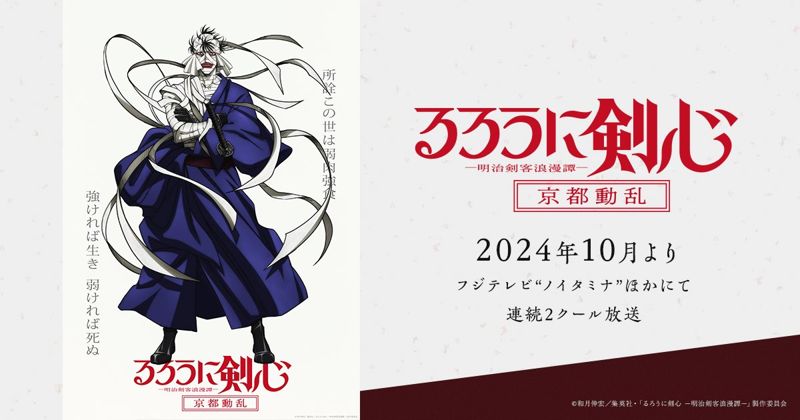 所詮この世は弱肉強食
強ければ生き 弱ければ死ぬ
るろうに剣心
―明治剣客浪漫譚―
京都動乱
るろうに剣心
―明治剣客浪漫譚―
京都動乱
2024年10月より
フジテレビ“ノイタミナ”ほかにて
連続2クール放送
©和月伸宏／集英社・「るろうに剣心 －明治剣客浪漫譚－」製作委員会